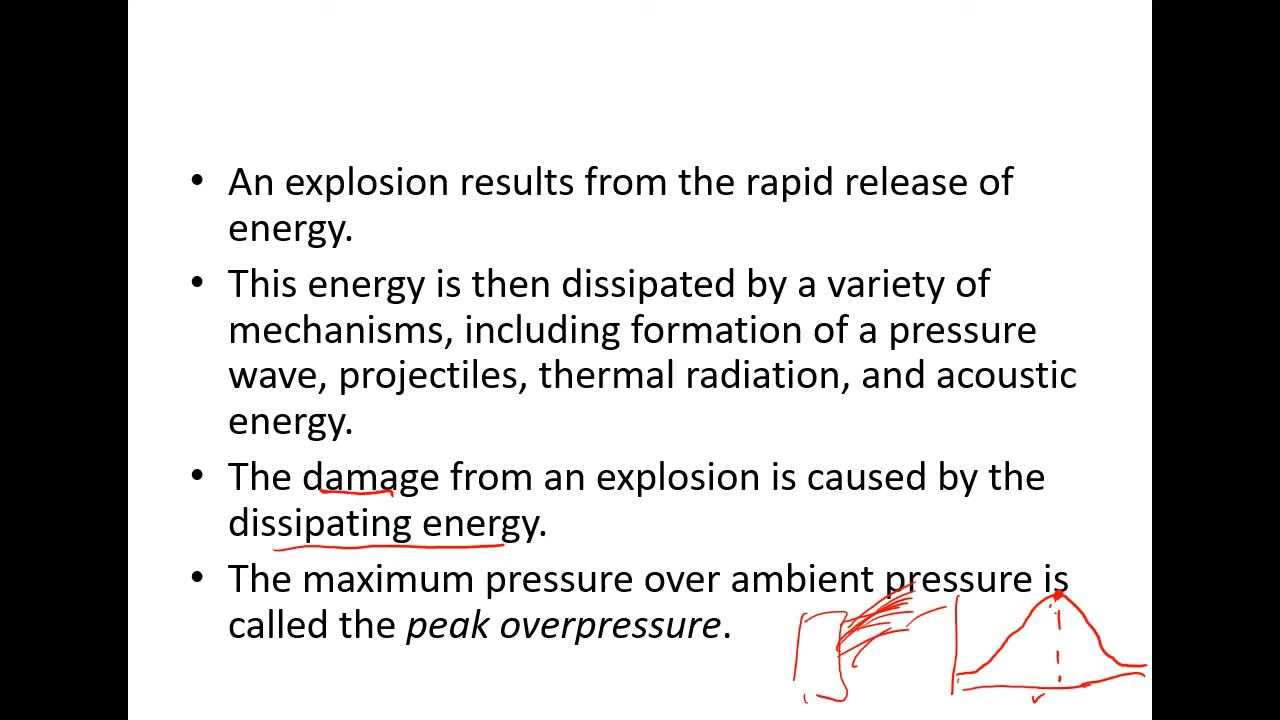 • An explosion results from the rapid release of
energy.
• This energy is then dissipated by a variety of
mechanisms, including formation of a pressure
wave, projectiles, thermal radiation, and acoustic
energy.
• The damage from an explosion is caused by the
dissipating energy.
• The maximum pressure over ambient pressure is
called the peak overpressure.